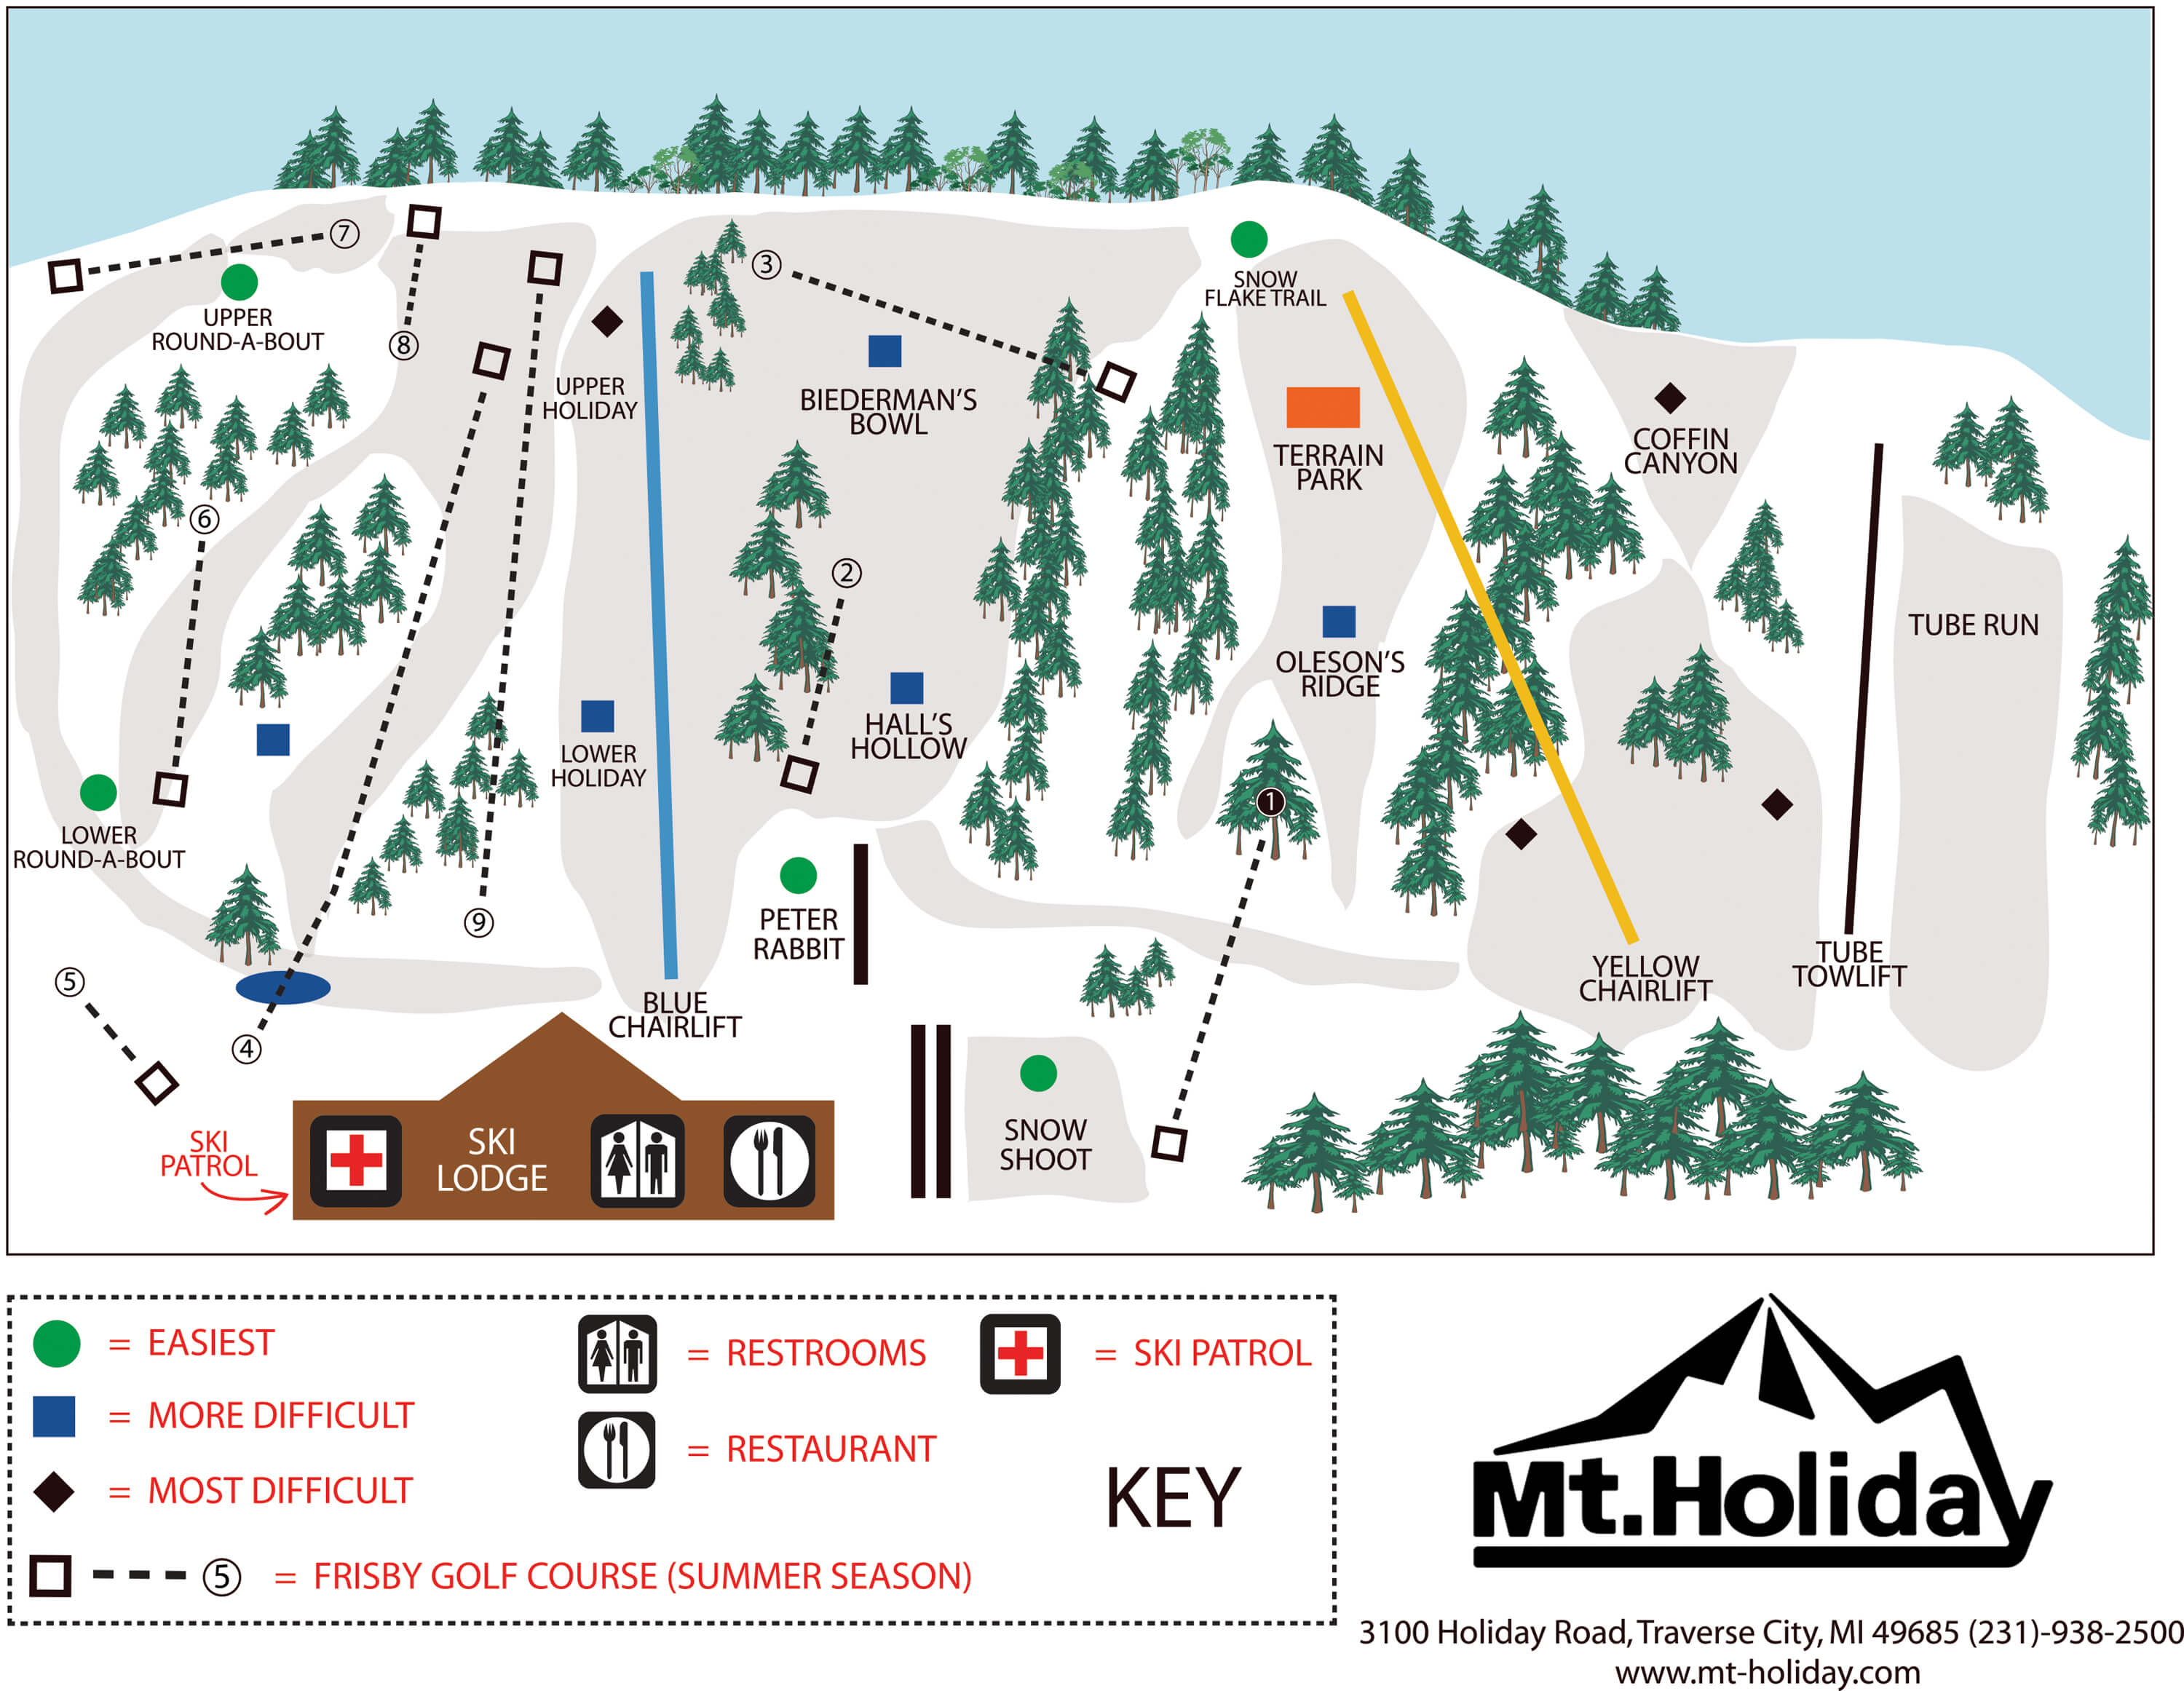 7
3
SNOW
FLAKE TRAIL
UPPER
ROUND-A-BOUT
8
UPPER
HOLIDAY
BIEDERMAN'S
BOWL
TERRAIN
PARK
COFFIN
CANYON
6
2
TUBE RUN
OLESON'S
RIDGE
HALL'S
HOLLOW
LOWER
HOLIDAY
1
LOWER
ROUND-A-BOUT
9
PETER
RABBIT
5
4
BLUE
CHAIRLIFT
YELLOW
CHAIRLIFT
TUBE
TOWLIFT
SKI
PATROL
SKI
LODGE
SNOW
SHOOT
= EASIEST
= MORE DIFFICULT
= MOST DIFFICULT
= RESTROOMS
= RESTAURANT
= SKI PATROL
KEY
5 = FRISBY GOLF COURSE (SUMMER SEASON)
Mt.Holiday
3100 Holiday Road, Traverse City, MI 49685 (231)-938-2500
www.mt-holiday.com